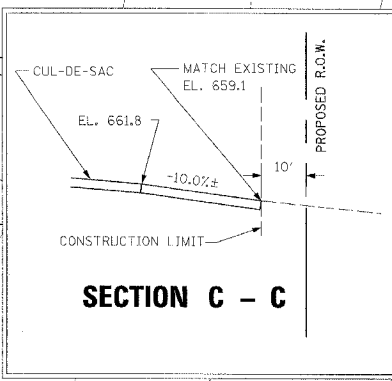 CUL-DE-SAC
MATCH EXISTING
EL. 659.1
PROPOSED R.O.W.
EL. 661.8
10'
-10.0%±
CONSTRUCTION LIMIT
SECTION C - C